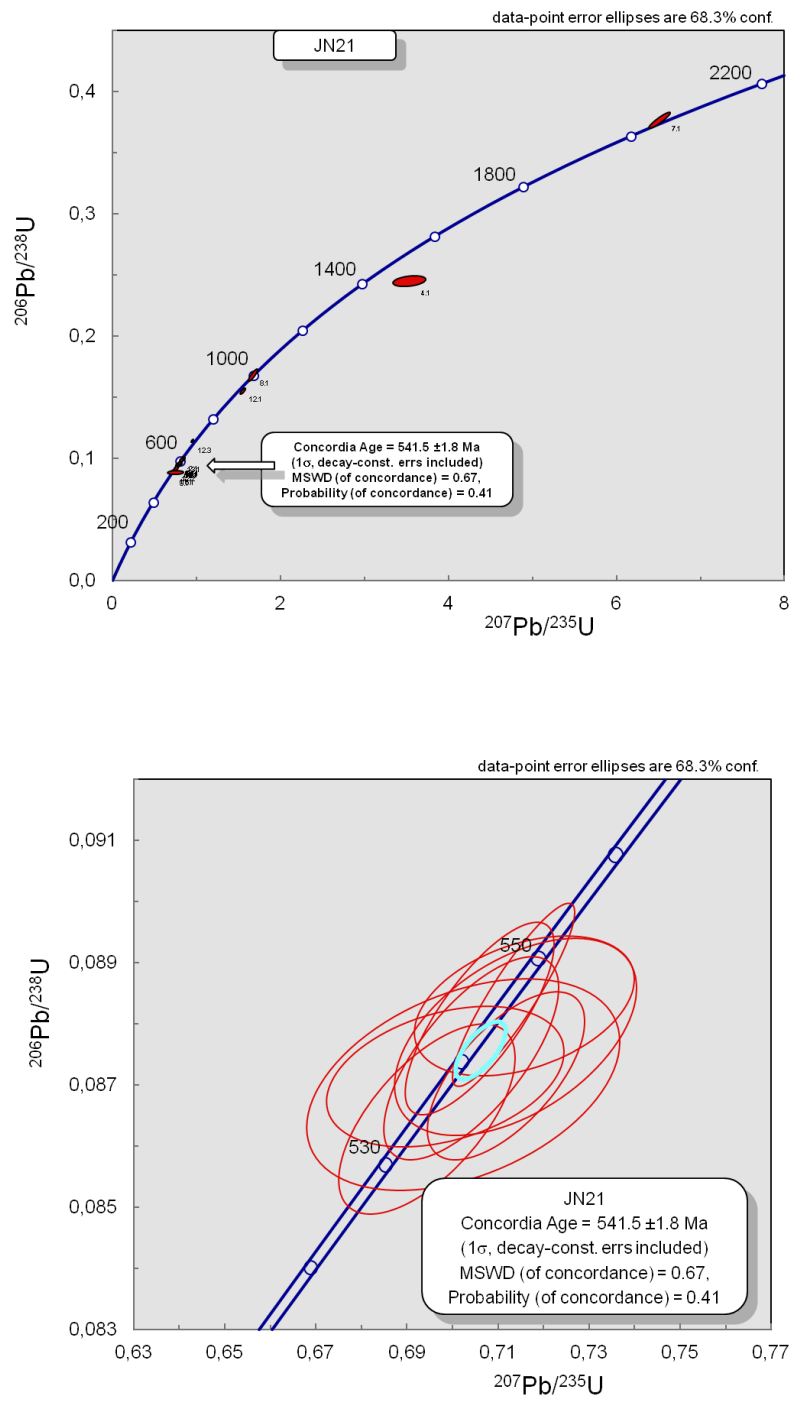 data-point error ellipses are 68.3% conf.
JN21
2200
0,4
7.1
1800
0,3
1400
4.1
206Pb/238U
0,2
1000
8.1
12.1
600
12.3
Concordia Age = 541.5 ±1.8 Ma
(1σ, decay-const. errs included)
MSWD (of concordance) = 0.67,
Probability (of concordance) = 0.41
0,1
200
0,0
0 2 4 6 8
207Pb/235U
data-point error ellipses are 68.3% conf.
0,091
550
0,089
206Pb/238U
0,087
530
0,085
JN21
Concordia Age = 541.5 ±1.8 Ma
(1σ, decay-const. errs included)
MSWD (of concordance) = 0.67,
Probability (of concordance) = 0.41
0,083
0,63 0,65 0,67 0,69 0,71 0,73 0,75 0,77
207Pb/235U